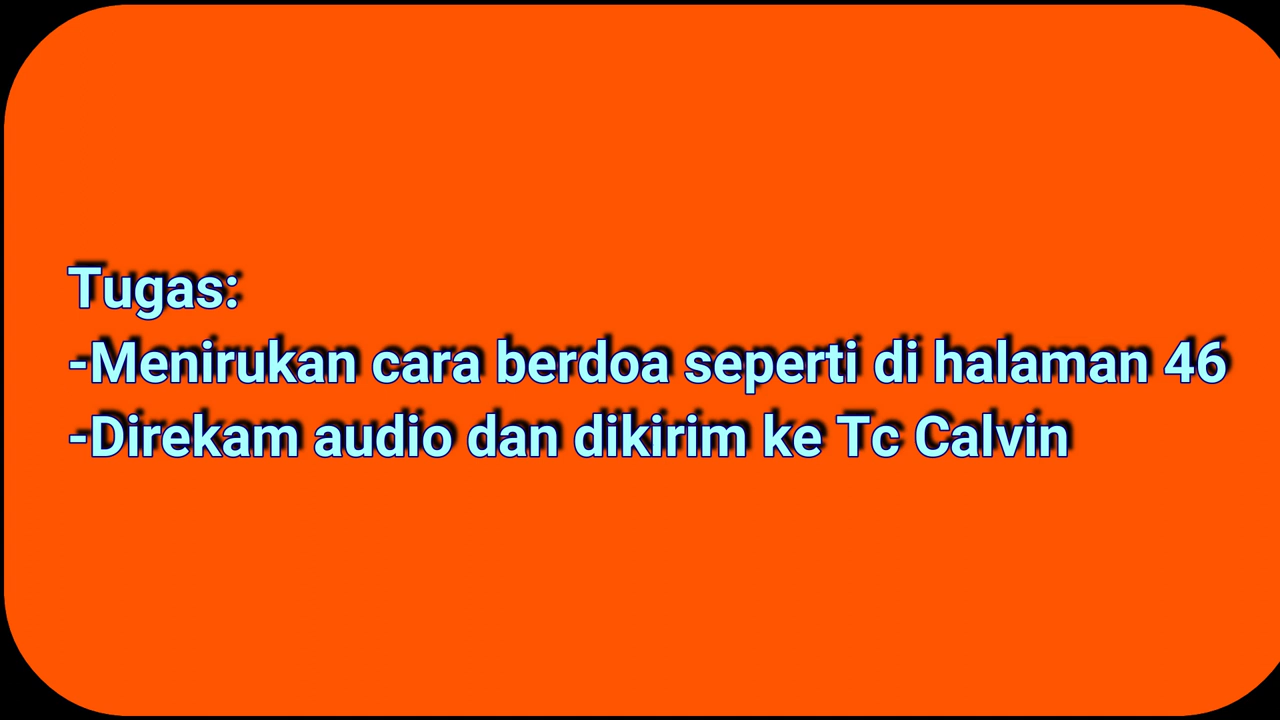 Tugas:
-Menirukan cara berdoa seperti di halaman 46
-Direkam audio dan dikirim ke Tc Calvin